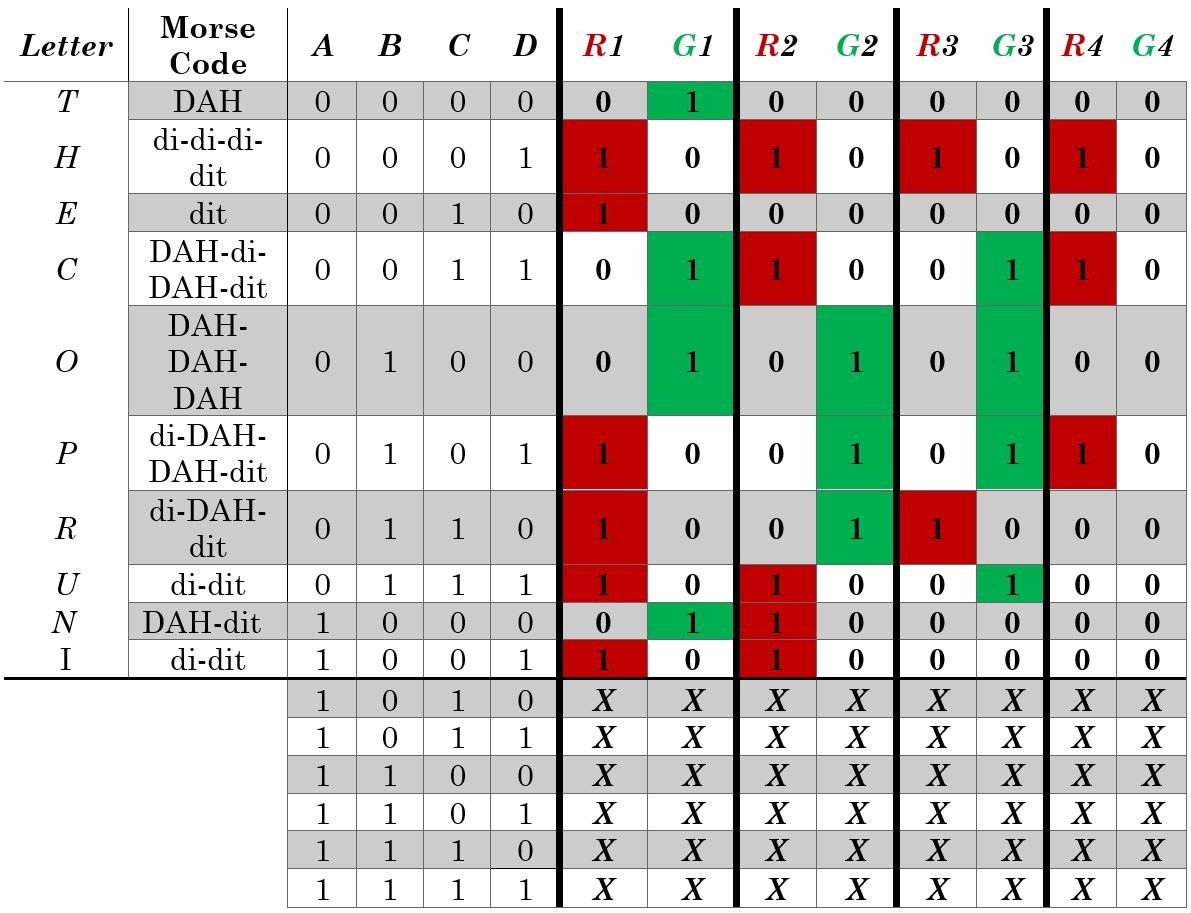 Letter Morse Code A B C D R1 G1 R2 G2 R3 G3 R4 G4
T DAH 0 0 0 0 0 1 0 0 0 0 0 0
H di-di-di-dit 0 0 0 1 1 0 1 0 1 0 1 0
E dit 0 0 1 0 1 0 0 0 0 0 0 0
C DAH-di-DAH-dit 0 0 1 1 0 1 1 0 0 1 1 0
O DAH-DAH-DAH 0 1 0 0 0 1 0 1 0 1 0 0
P di-DAH-DAH-dit 0 1 0 1 1 0 0 1 0 1 1 0
R di-DAH-dit 0 1 1 0 1 0 0 1 1 0 0 0
U di-dit 0 1 1 1 1 0 1 0 0 1 0 0
N DAH-dit 1 0 0 0 0 1 1 0 0 0 0 0
I di-dit 1 0 0 1 1 0 1 0 0 0 0 0
1 0 1 0 X X X X X X X X
1 0 1 1 X X X X X X X X
1 1 0 0 X X X X X X X X
1 1 0 1 X X X X X X X X
1 1 1 0 X X X X X X X X
1 1 1 1 X X X X X X X X